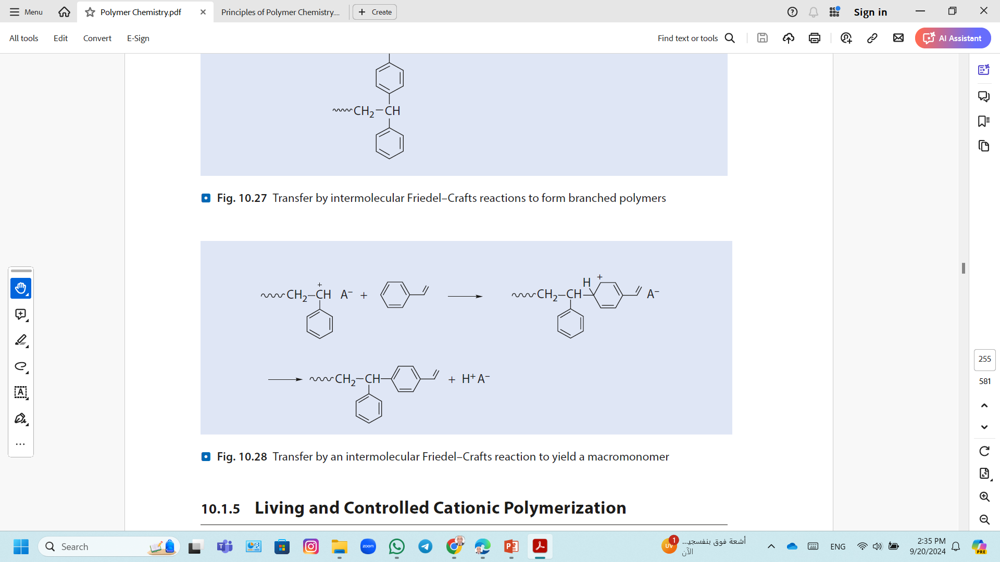 Menu
Polymer Chemistry.pdf
Principles of Polymer Chemistry....
+ Create
Sign in
All tools
Edit
Convert
E-Sign
Find text or tools
AI Assistant
CH2–CH
Fig. 10.27 Transfer by intermolecular Friedel–Crafts reactions to form branched polymers
CH2–CH+ A− +
CH2–CH H + A−
CH2–CH + H+ A−
Fig. 10.28 Transfer by an intermolecular Friedel–Crafts reaction to yield a macromonomer
10.1.5 Living and Controlled Cationic Polymerization
255
581
Search
zoom
UV
1
أشعة فوق بنفسجي...
الآن
ENG
2:35 PM
9/20/2024
PRE